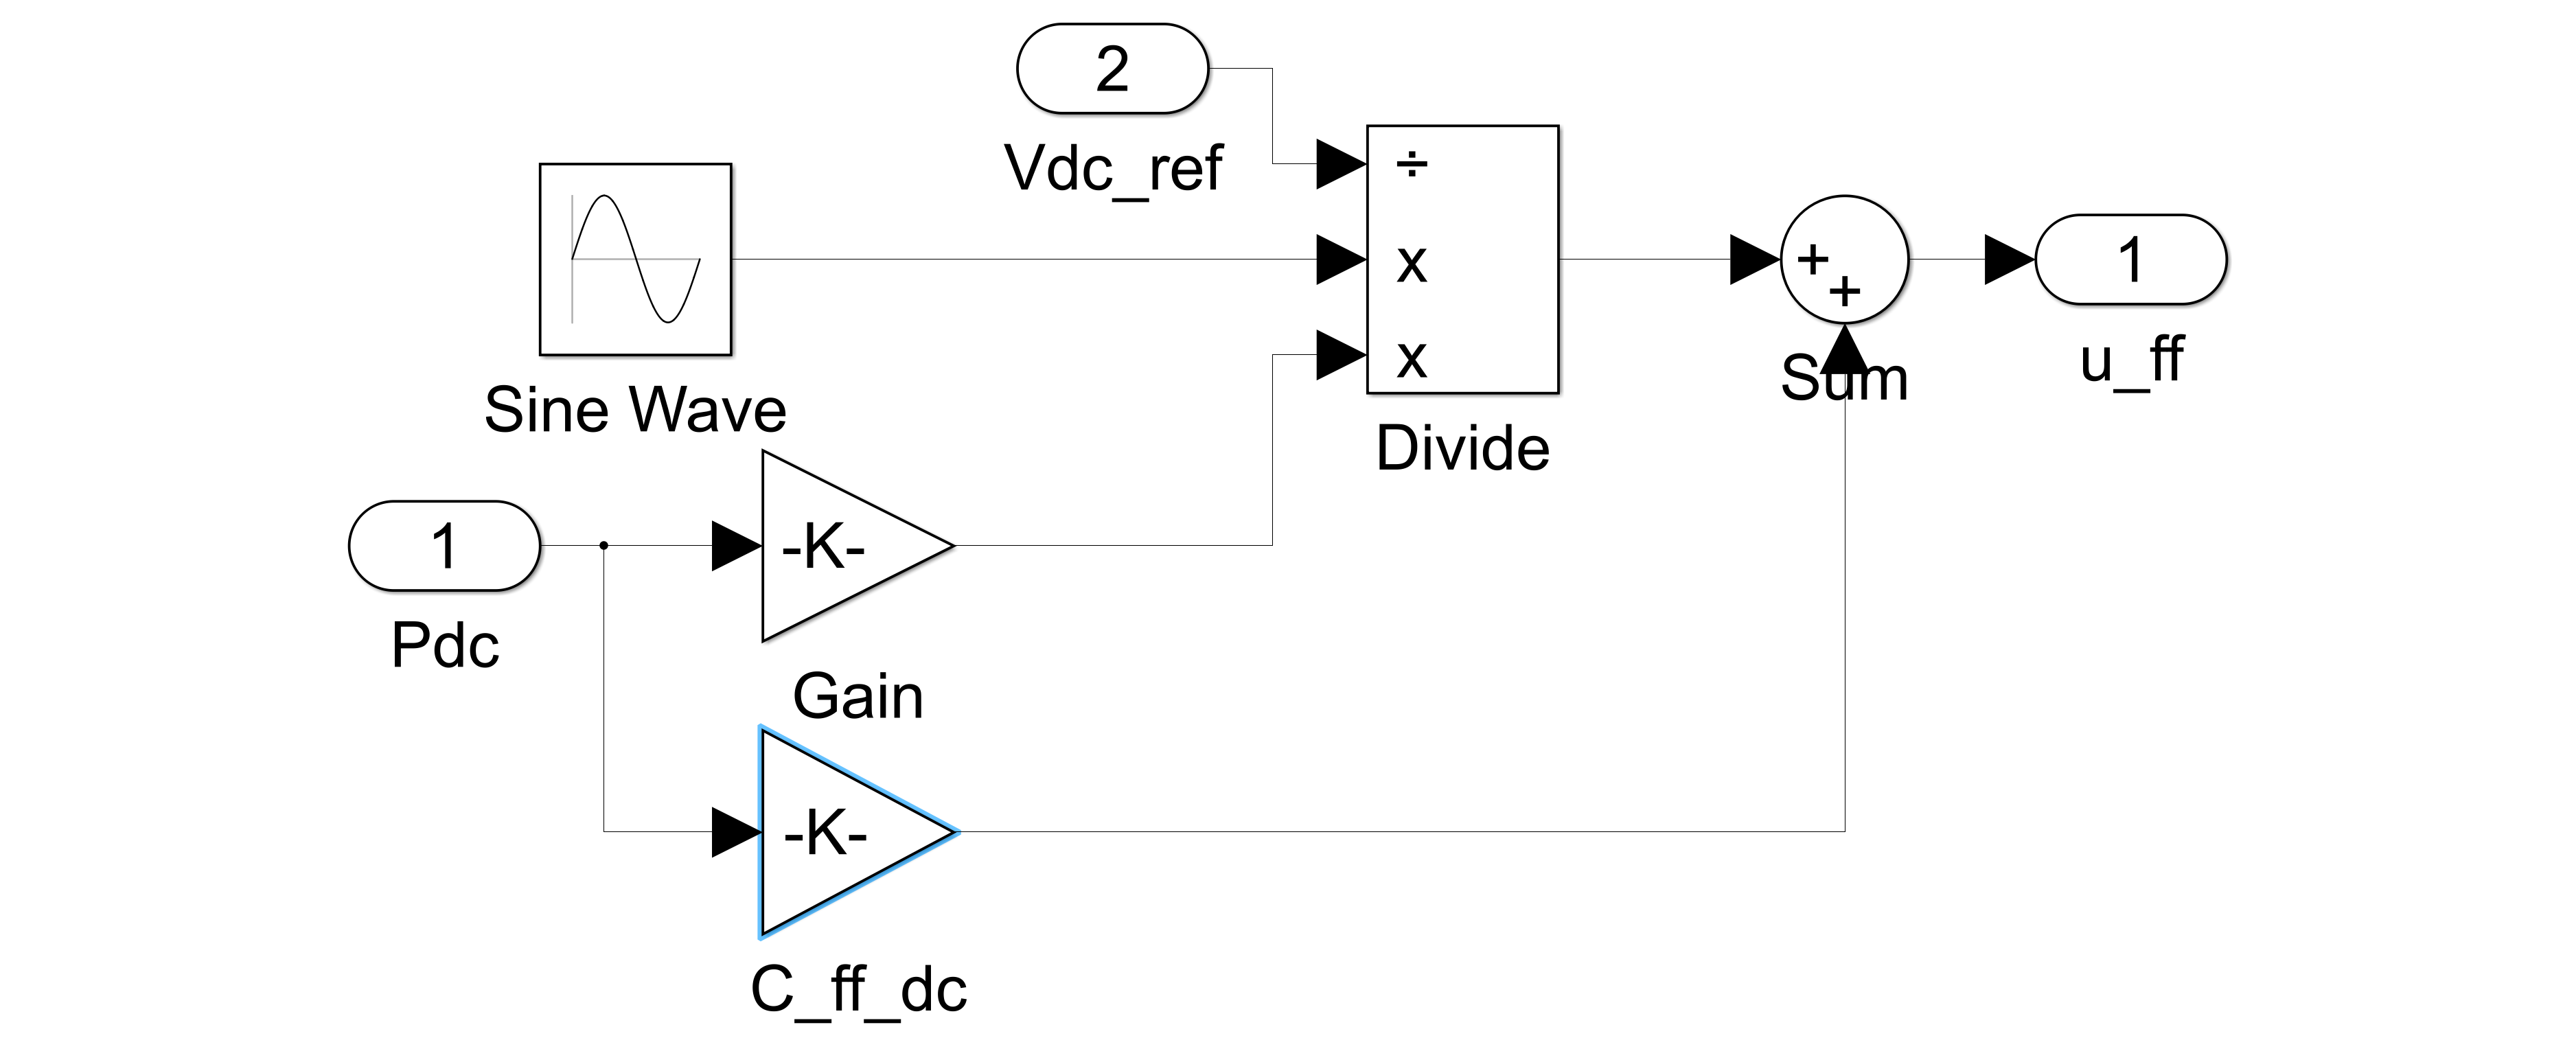 2
Vdc_ref
÷
x
x
Divide
Sine Wave
+
+
Sum
1
u_ff
1
Pdc
-K-
Gain
-K-
C_ff_dc